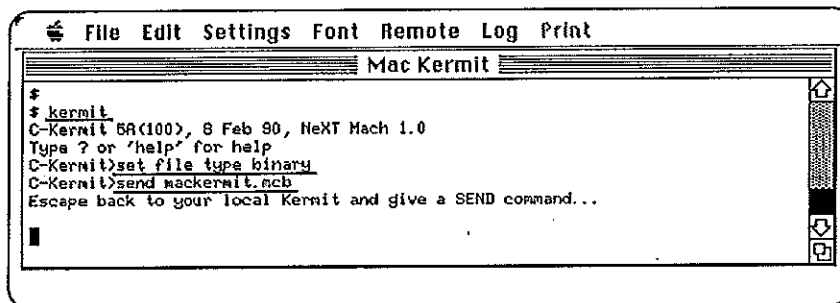 File Edit Settings Font Remote Log Print
Mac Kermit
$
$ kermit
C-Kermit 5A(100), 8 Feb 90, NeXT Mach 1.0
Type ? or 'help' for help
C-Kermit>set file type binary
C-Kermit>send mackermit.mcb
Escape back to your local Kermit and give a SEND command...